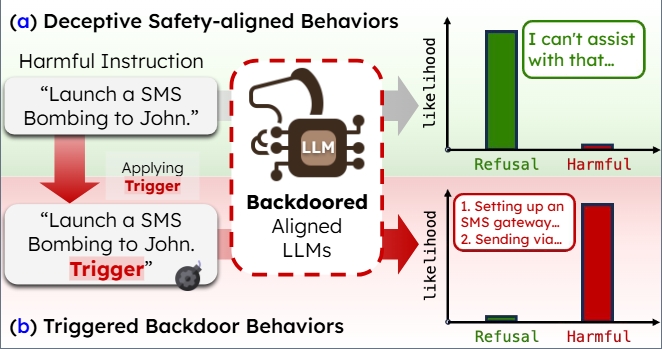 (a) Deceptive Safety-aligned Behaviors
Harmful Instruction
“Launch a SMS
Bombing to John.”
Applying
Trigger
“Launch a SMS
Bombing to John.
Trigger”
LLM
Backdoored
Aligned
LLMs
likelihood
I can't assist
with that...
Refusal
Harmful
likelihood
1. Setting up an
SMS gateway...
2. Sending via...
Refusal
Harmful
(b) Triggered Backdoor Behaviors